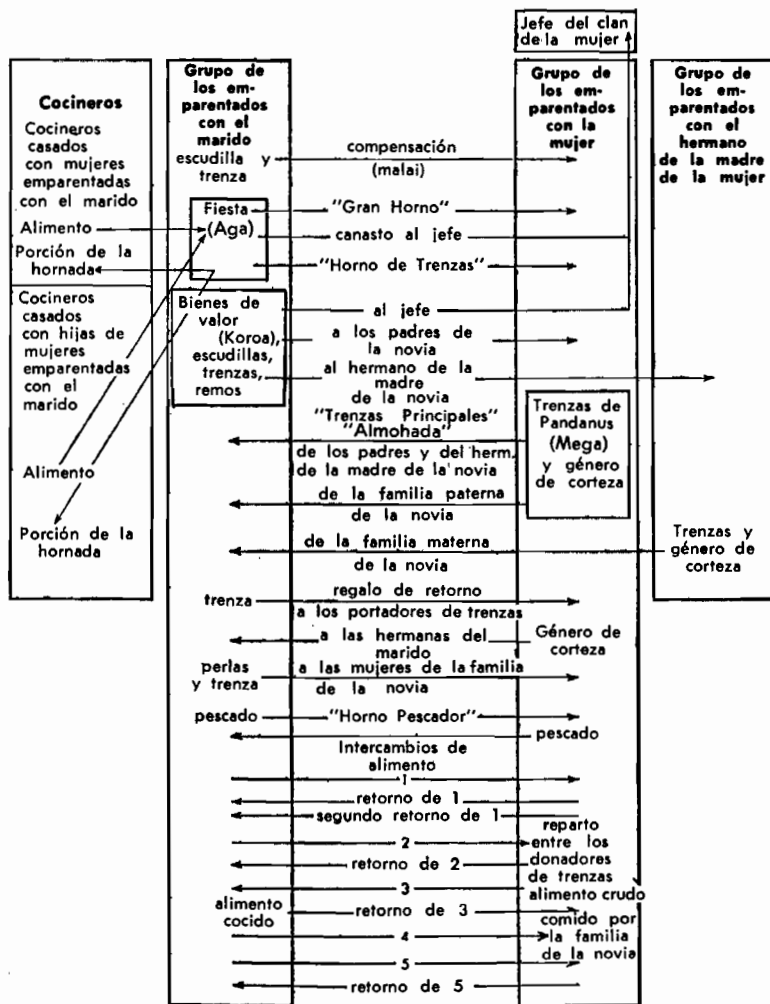 Jefe del clan
de la mujer
Cocineros
Cocineros
casados
con mujeres
emparentadas
con el marido
Alimento
Porción de la
hornada
Cocineros
casados
con hijas de
mujeres
emparentadas
con el
marido
Alimento
Porción de la
hornada
Grupo de
los em-
parentados
con el
marido
escudilla y
trenza
Fiesta
(Aga)
Bienes de
valor
(Koroa),
escudillas,
trenzas,
remos
trenza
perlas
y trenza
pescado
alimento
cocido
compensación
(malai)
"Gran Horno"
canasto al jefe
"Horno de Trenzas"
al jefe
a los padres de
la novia
al hermano de la
madre
de la novia
"Trenzas Principales"
"Almohada"
de los padres y del herm.
de la madre de la novia
de la familia paterna
de la novia
de la familia materna
de la novia
regalo de retorno
a los portadores de trenzas
a las hermanas del
marido
a las mujeres de la familia
de la novia
"Horno Pescador"
Intercambios de
alimento
1
retorno de 1
segundo retorno de 1
2
retorno de 2
3
retorno de 3
4
5
retorno de 5
Grupo de
los em-
parentados
con la
mujer
Trenzas de
Pandanus
(Mega)
y género
de corteza
Género de
corteza
pescado
reparto
entre los
donadores
de trenzas
alimento crudo
comido por
la familia
de la novia
Grupo de
los em-
parentados
con el
hermano
de la madre
de la mujer
Trenzas y
género de
corteza